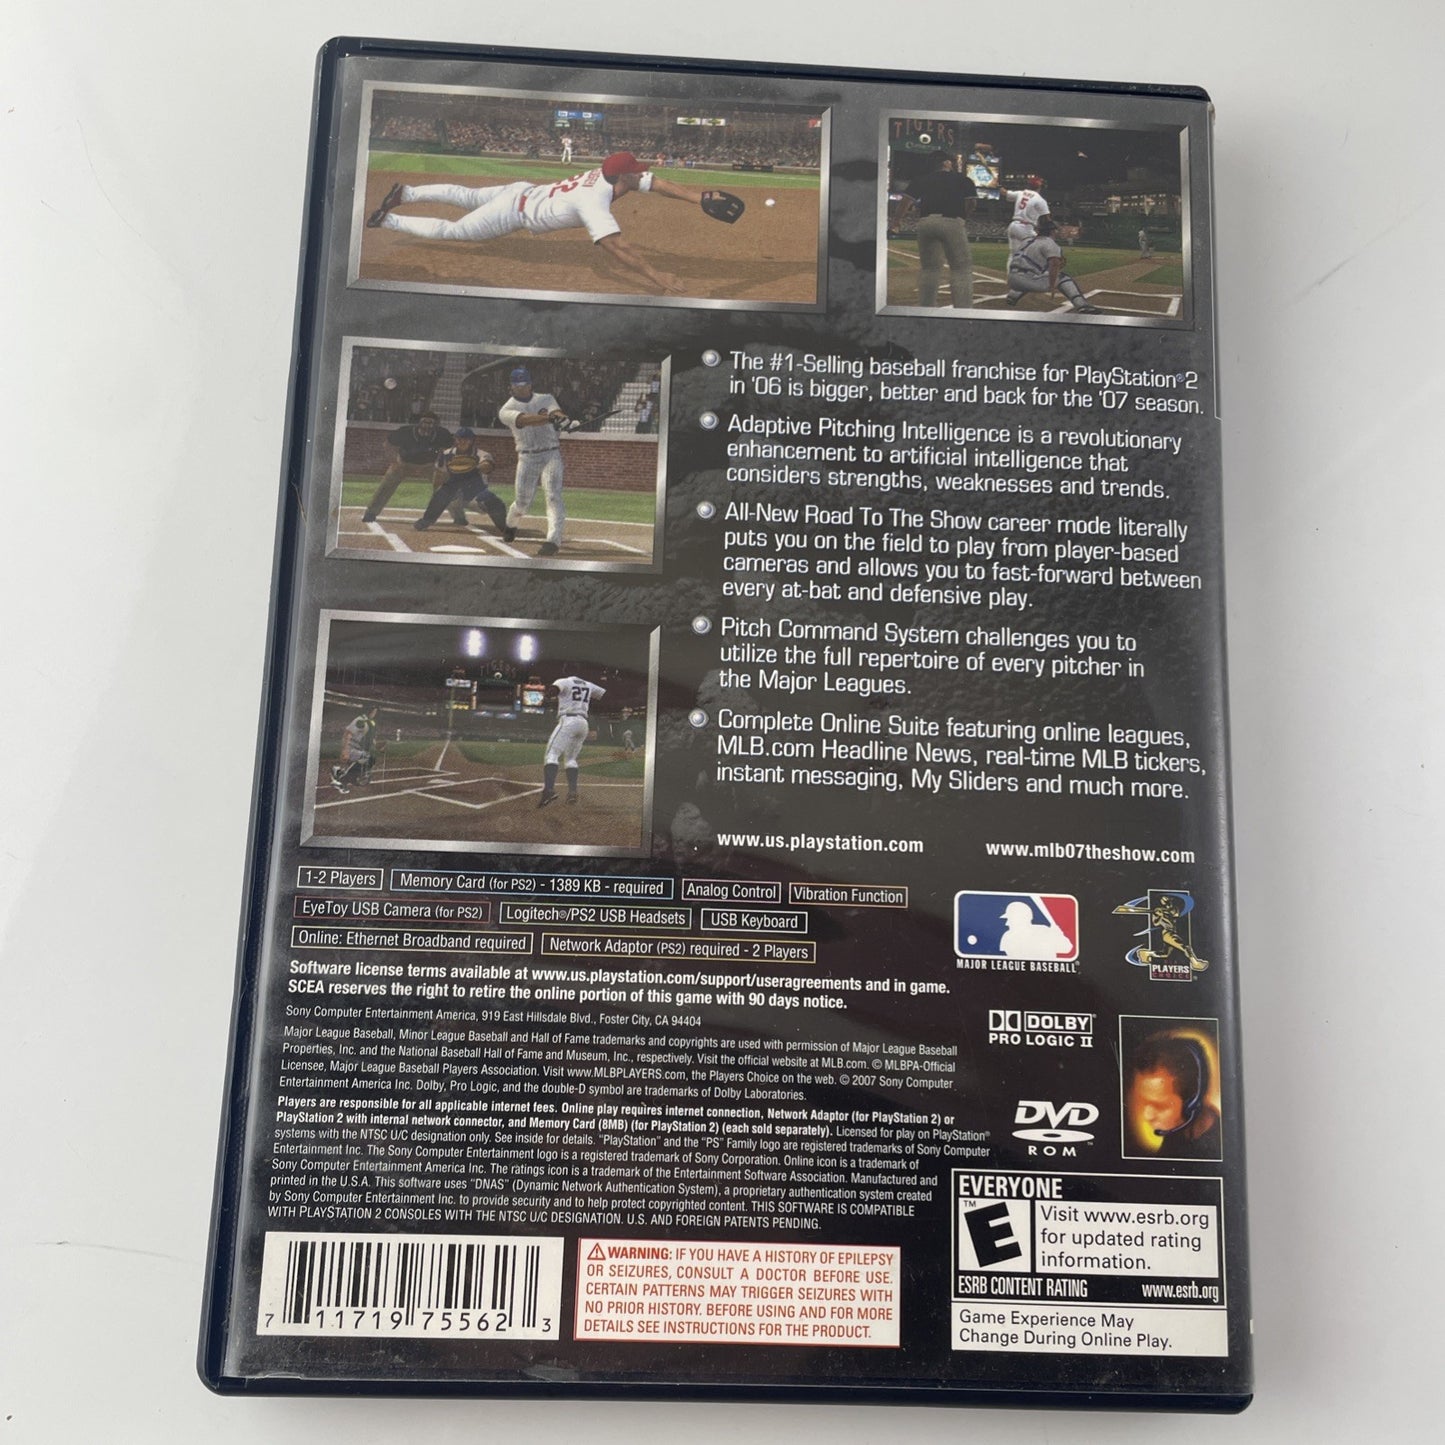 TIGERS
5
TIGERS
27
The #1-Selling baseball franchise for PlayStation®2
in '06 is bigger, better and back for the '07 season.
Adaptive Pitching Intelligence is a revolutionary
enhancement to artificial intelligence that
considers strengths, weaknesses and trends.
All-New Road To The Show career mode literally
puts you on the field to play from player-based
cameras and allows you to fast-forward between
every at-bat and defensive play.
Pitch Command System challenges you to
utilize the full repertoire of every pitcher in
the Major Leagues.
Complete Online Suite featuring online leagues,
MLB.com Headline News, real-time MLB tickers,
instant messaging, My Sliders and much more.
www.us.playstation.com www.mlb07theshow.com
1-2 Players Memory Card (for PS2) - 1389 KB - required Analog Control Vibration Function
EyeToy USB Camera (for PS2) Logitech®/PS2 USB Headsets USB Keyboard
Online: Ethernet Broadband required Network Adaptor (PS2) required - 2 Players
MAJOR LEAGUE BASEBALL®
PLAYERS
CHOICE
Software license terms available at www.us.playstation.com/support/useragreements and in game.
SCEA reserves the right to retire the online portion of this game with 90 days notice.
Sony Computer Entertainment America, 919 East Hillsdale Blvd., Foster City, CA 94404
Major League Baseball, Minor League Baseball and Hall of Fame trademarks and copyrights are used with permission of Major League Baseball
Properties, Inc. and the National Baseball Hall of Fame and Museum, Inc., respectively. Visit the official website at MLB.com. © MLBPA-Official
Licensee, Major League Baseball Players Association. Visit www.MLBPLAYERS.com, the Players Choice on the web. © 2007 Sony Computer
Entertainment America Inc. Dolby, Pro Logic, and the double-D symbol are trademarks of Dolby Laboratories.
Players are responsible for all applicable internet fees. Online play requires internet connection, Network Adaptor (for PlayStation 2) or
PlayStation 2 with internal network connector, and Memory Card (8MB) (for PlayStation 2) (each sold separately). Licensed for play on PlayStation®
systems with the NTSC U/C designation only. See inside for details. "PlayStation" and the "PS" Family logo are registered trademarks of Sony Computer
Entertainment Inc. The Sony Computer Entertainment logo is a registered trademark of Sony Corporation. Online icon is a trademark of
Sony Computer Entertainment America Inc. The ratings icon is a trademark of the Entertainment Software Association. Manufactured and
printed in the U.S.A. This software uses "DNAS" (Dynamic Network Authentication System), a proprietary authentication system created
by Sony Computer Entertainment Inc. to provide security and to help protect copyrighted content. THIS SOFTWARE IS COMPATIBLE
WITH PLAYSTATION 2 CONSOLES WITH THE NTSC U/C DESIGNATION. U.S. AND FOREIGN PATENTS PENDING.
DOLBY®
PRO LOGIC II
DVD™
ROM
EVERYONE
E™
Visit www.esrb.org
for updated rating
information.
ESRB CONTENT RATING www.esrb.org
Game Experience May
Change During Online Play.
7 11719 75562 3
WARNING: IF YOU HAVE A HISTORY OF EPILEPSY
OR SEIZURES, CONSULT A DOCTOR BEFORE USE.
CERTAIN PATTERNS MAY TRIGGER SEIZURES WITH
NO PRIOR HISTORY. BEFORE USING AND FOR MORE
DETAILS SEE INSTRUCTIONS FOR THE PRODUCT.